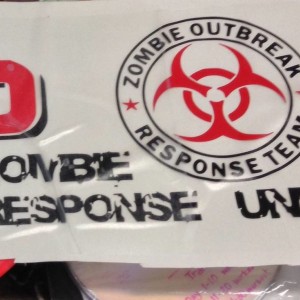 ZOMBIE OUTBREAK
RESPONSE TEAM
OMBIE
RESPONSE UN